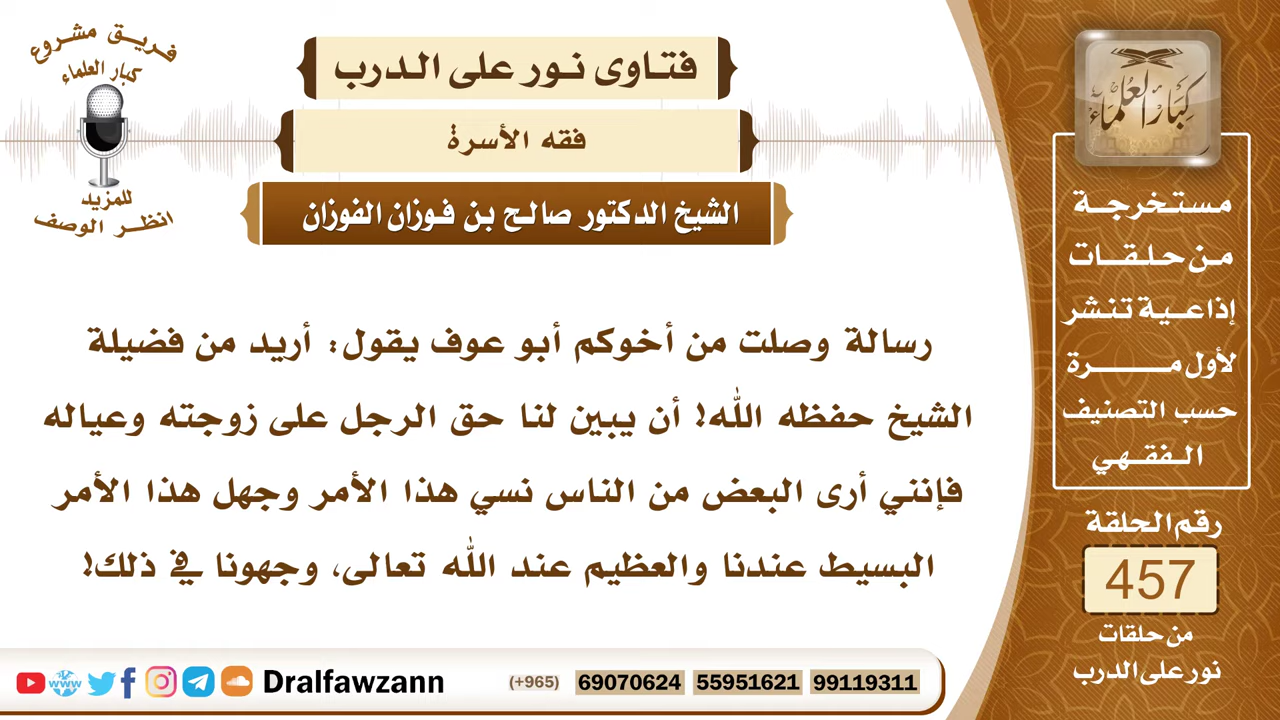 فريق مشروع
كبار العلماء
للمزيد
انظر الوصف
فتاوى نور على الدرب
فقه الأسرة
الشيخ الدكتور صالح بن فوزان الفوزان
رسالة وصلت من أخوكم أبو عوف يقول: أريد من فضيلة
الشيخ حفظه الله! أن يبين لنا حق الرجل على زوجته وعياله
فإنني أرى البعض من الناس نسي هذا الأمر وجهل هذا الأمر
البسيط عندنا والعظيم عند الله تعالى، وجهونا في ذلك!
كبار العلماء
مستخرجة
من حلقات
إذاعية تنشر
لأول مرة
حسب التصنيف
الفقهي
رقم الحلقة
457
من حلقات
نور على الدرب
www
Dralfawzann
(+965) 69070624 55951621 99119311